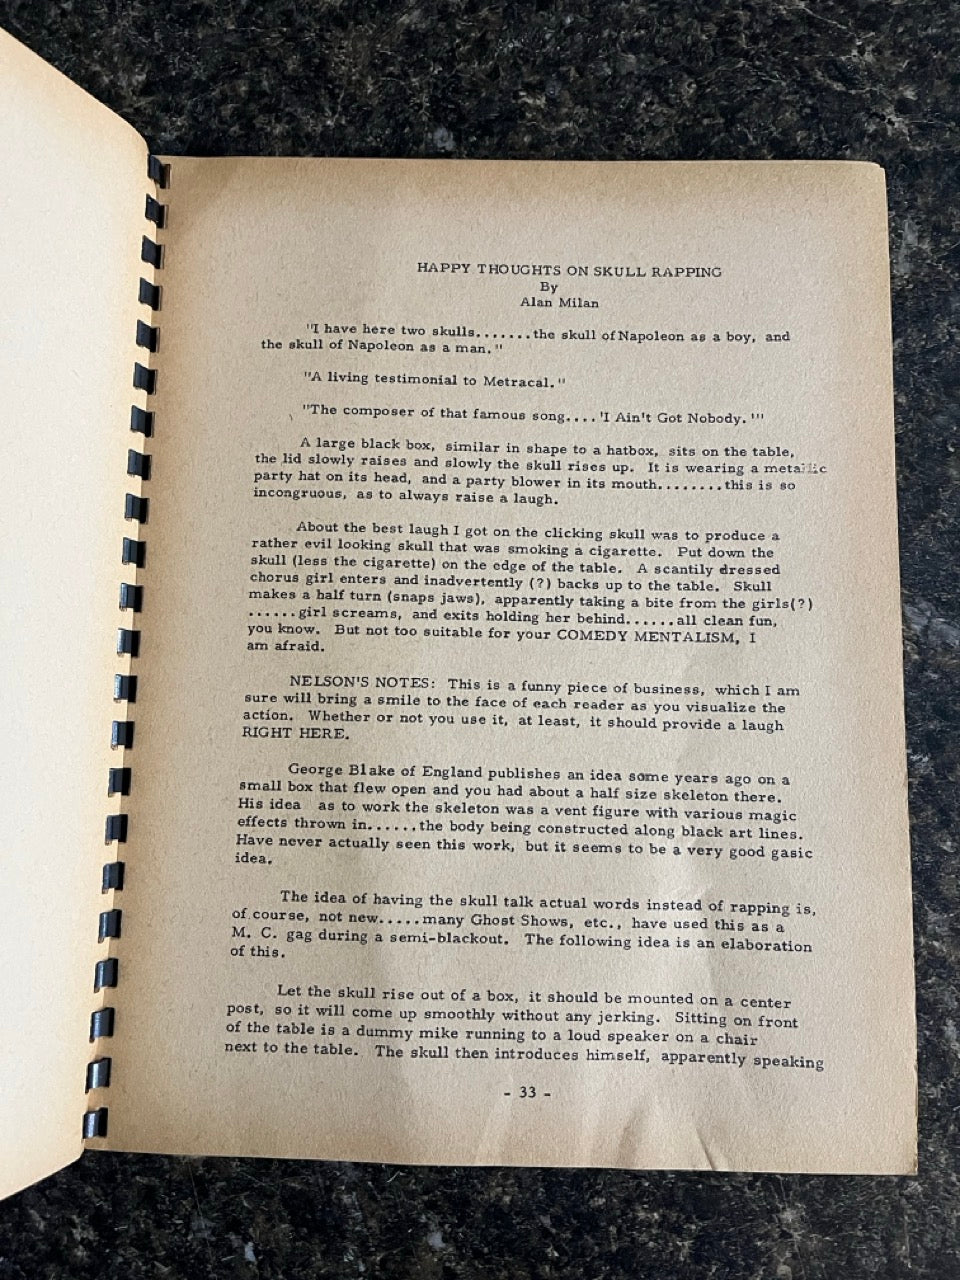 HAPPY THOUGHTS ON SKULL RAPPING
By
Alan Milan
"I have here two skulls.......the skull of Napoleon as a boy, and
the skull of Napoleon as a man."
"A living testimonial to Metracal."
"The composer of that famous song....'I Ain't Got Nobody.'"
A large black box, similar in shape to a hatbox, sits on the table,
the lid slowly raises and slowly the skull rises up. It is wearing a metallic
party hat on its head, and a party blower in its mouth........this is so
incongruous, as to always raise a laugh.
About the best laugh I got on the clicking skull was to produce a
rather evil looking skull that was smoking a cigarette. Put down the
skull (less the cigarette) on the edge of the table. A scantily dressed
chorus girl enters and inadvertently (?) backs up to the table. Skull
makes a half turn (snaps jaws), apparently taking a bite from the girls(?)
......girl screams, and exits holding her behind......all clean fun,
you know. But not too suitable for your COMEDY MENTALISM, I
am afraid.
NELSON'S NOTES: This is a funny piece of business, which I am
sure will bring a smile to the face of each reader as you visualize the
action. Whether or not you use it, at least, it should provide a laugh
RIGHT HERE.
George Blake of England publishes an idea some years ago on a
small box that flew open and you had about a half size skeleton there.
His idea as to work the skeleton was a vent figure with various magic
effects thrown in......the body being constructed along black art lines.
Have never actually seen this work, but it seems to be a very good gasic
idea.
The idea of having the skull talk actual words instead of rapping is,
of course, not new.....many Ghost Shows, etc., have used this as a
M. C. gag during a semi-blackout. The following idea is an elaboration
of this.
Let the skull rise out of a box, it should be mounted on a center
post, so it will come up smoothly without any jerking. Sitting on front
of the table is a dummy mike running to a loud speaker on a chair
next to the table. The skull then introduces himself, apparently speaking
- 33 -